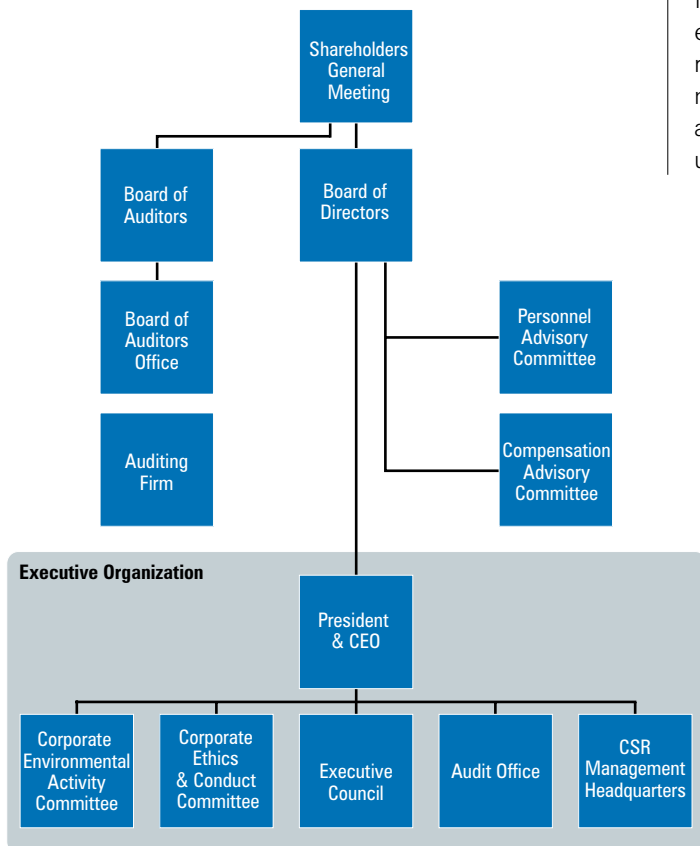 Shareholders
General
Meeting
Board of
Auditors
Board of
Directors
Board of
Auditors
Office
Personnel
Advisory
Committee
Auditing
Firm
Compensation
Advisory
Committee
Executive Organization
President
& CEO
Corporate
Environmental
Activity
Committee
Corporate
Ethics
& Conduct
Committee
Executive
Council
Audit Office
CSR
Management
Headquarters